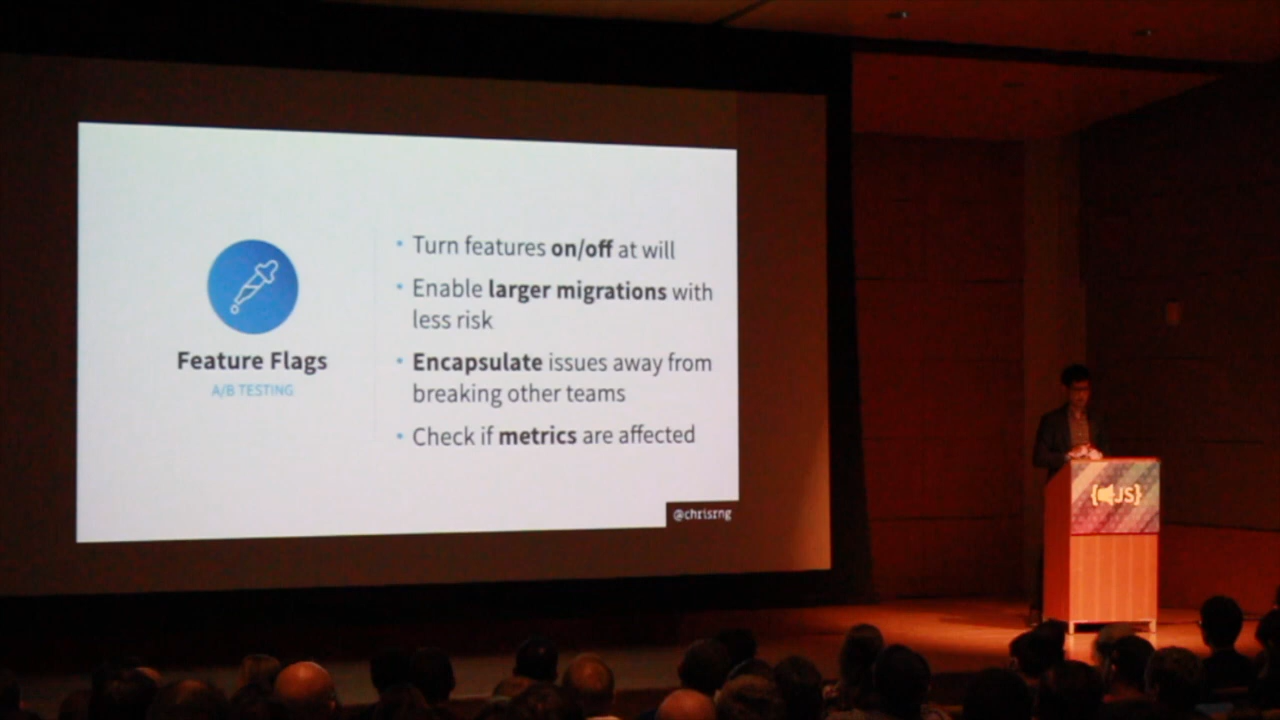 Feature Flags
A/B TESTING
• Turn features on/off at will
• Enable larger migrations with
less risk
• Encapsulate issues away from
breaking other teams
• Check if metrics are affected
@chrisrng
{JS}